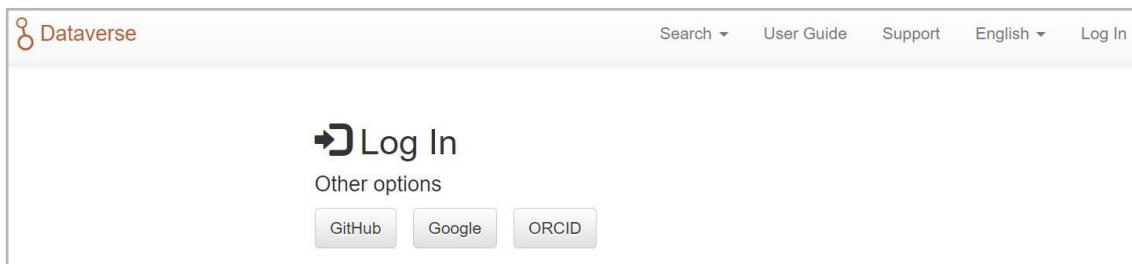 Dataverse Search User Guide Support English Log In
Log In
Other options
GitHub Google ORCID